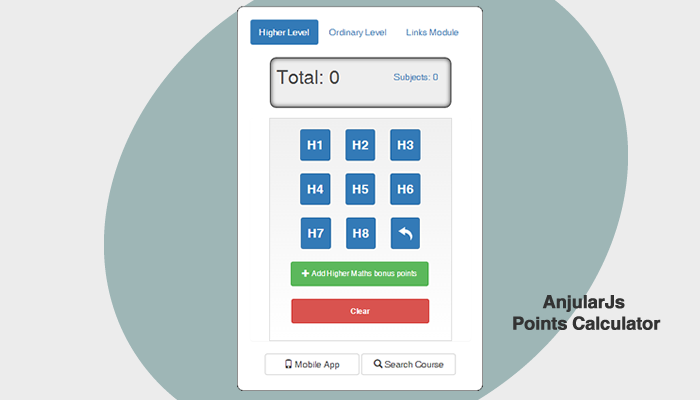 Higher Level Ordinary Level Links Module
Total: 0 Subjects: 0
H1 H2 H3
H4 H5 H6
H7 H8
Add Higher Maths bonus points
Clear
AnjularJs
Points Calculator
Mobile App Search Course